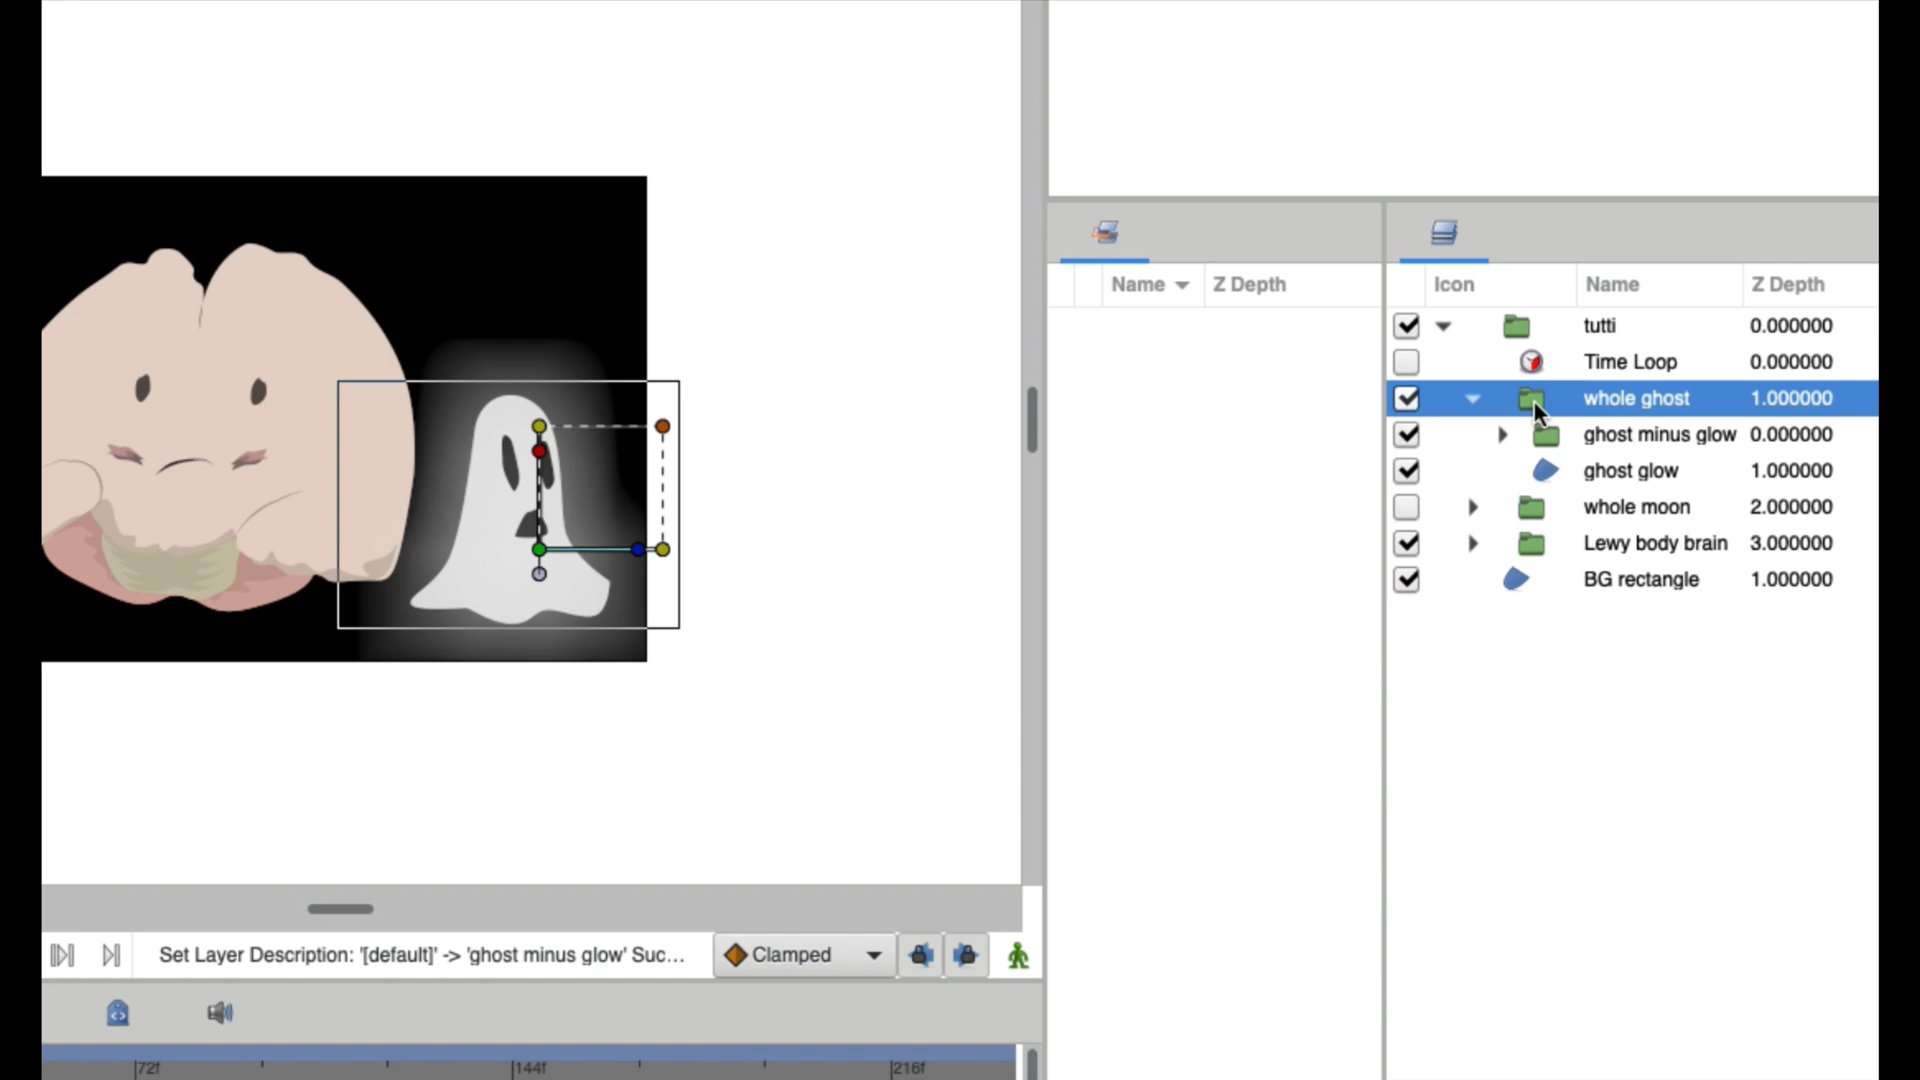 Name Z Depth
Icon Name Z Depth
tutti 0.000000
Time Loop 0.000000
whole ghost 1.000000
ghost minus glow 0.000000
ghost glow 1.000000
whole moon 2.000000
Lewy body brain 3.000000
BG rectangle 1.000000
Set Layer Description: '[default]' -> 'ghost minus glow' Suc... Clamped
72f 144f 216f